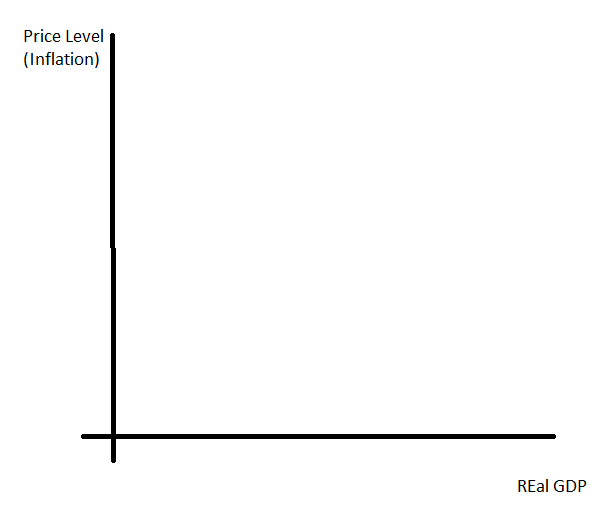 Price Level
(Inflation)
REal GDP